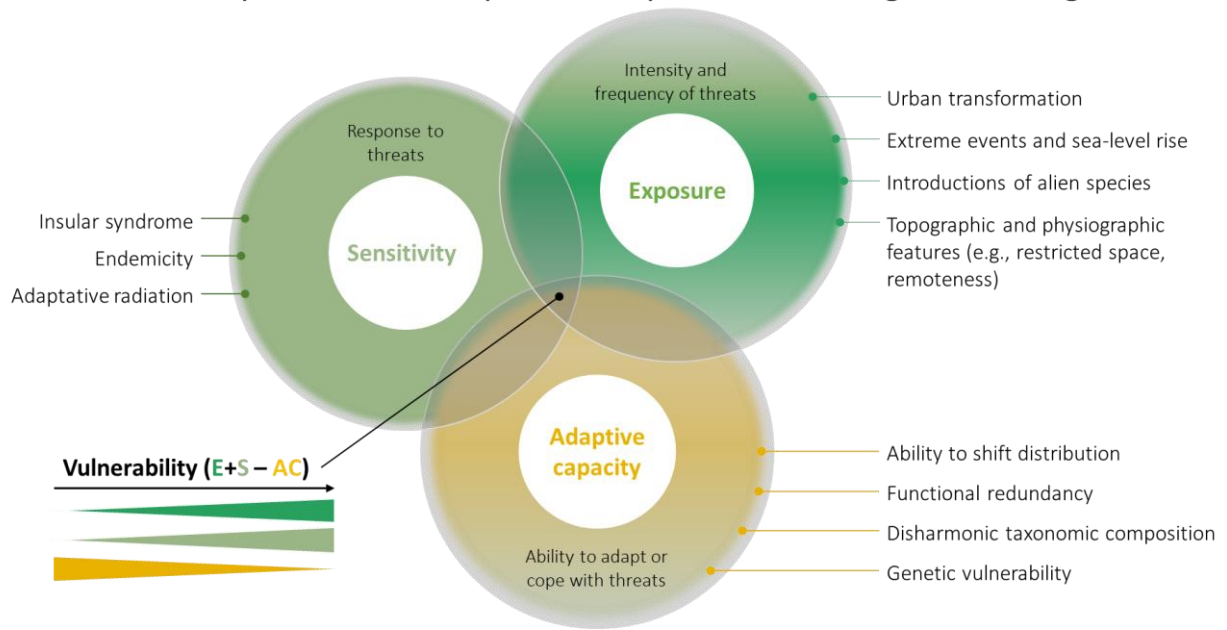 Intensity and
frequency of threats
Urban transformation
Extreme events and sea-level rise
Introductions of alien species
Topographic and physiographic
features (e.g., restricted space,
remoteness)
Exposure
Response to
threats
Sensitivity
Insular syndrome
Endemicity
Adaptative radiation
Vulnerability (E+S – AC)
Adaptive
capacity
Ability to adapt or
cope with threats
Ability to shift distribution
Functional redundancy
Disharmonic taxonomic composition
Genetic vulnerability